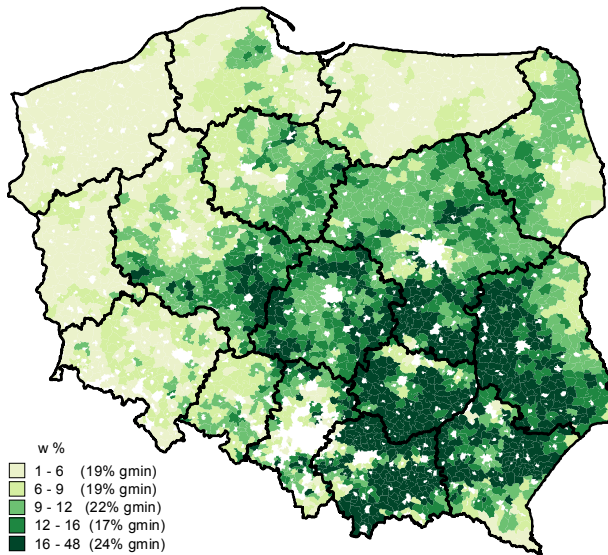 w %
1 - 6 (19% gmin)
6 - 9 (19% gmin)
9 - 12 (22% gmin)
12 - 16 (17% gmin)
16 - 48 (24% gmin)